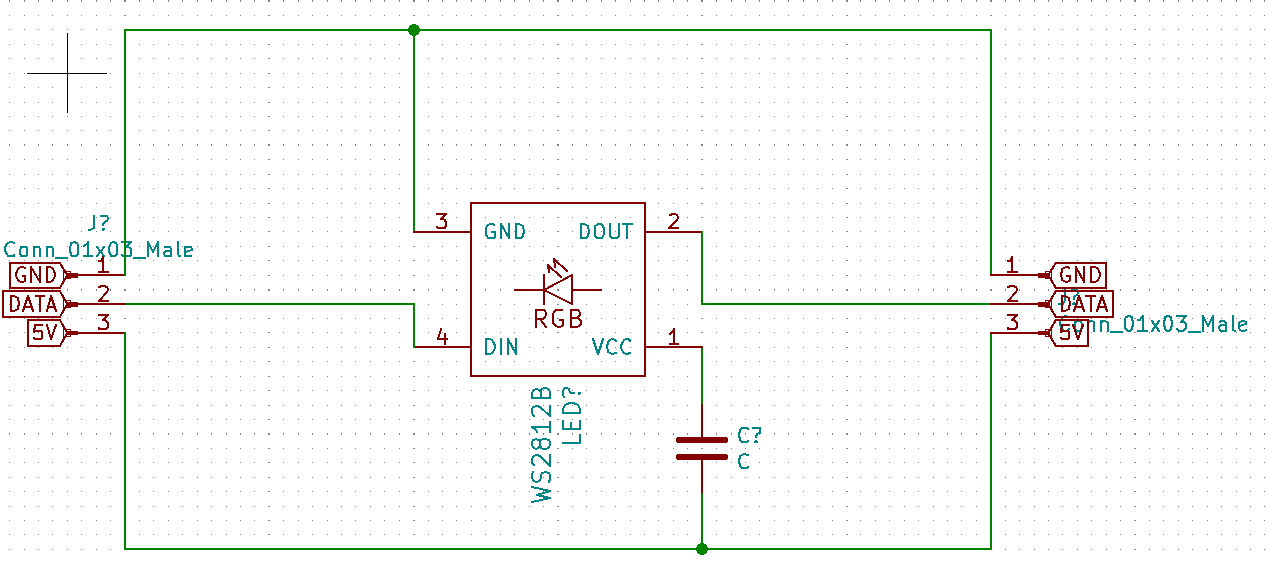 J?
Conn_01x03_Male
GND 1
DATA 2
5V 3
3 GND DOUT 2
RGB
4 DIN VCC 1
WS2812B
LED?
C?
C
1 GND
2 DATA
Conn_01x03_Male
3 5V